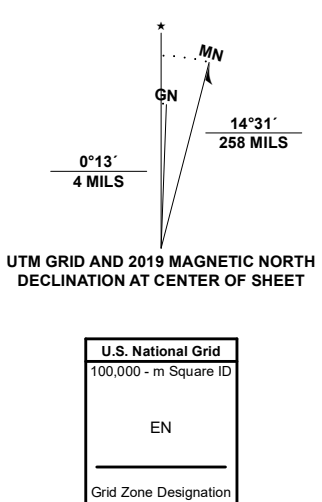 ★
MN
GN
14°31´
258 MILS
0°13´
4 MILS
UTM GRID AND 2019 MAGNETIC NORTH
DECLINATION AT CENTER OF SHEET
U.S. National Grid
100,000 - m Square ID
EN
Grid Zone Designation